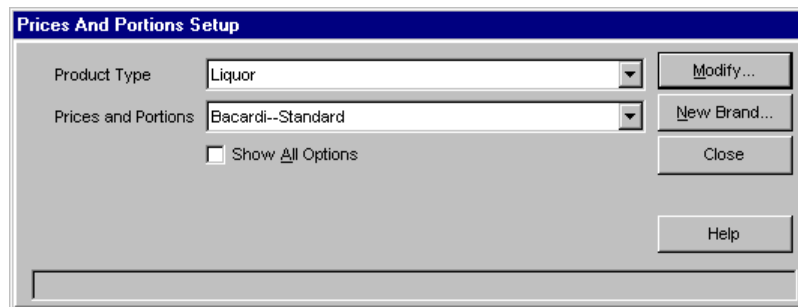 Prices And Portions Setup
Product Type Liquor Modify...
Prices and Portions Bacardi--Standard New Brand...
Show All Options Close
Help